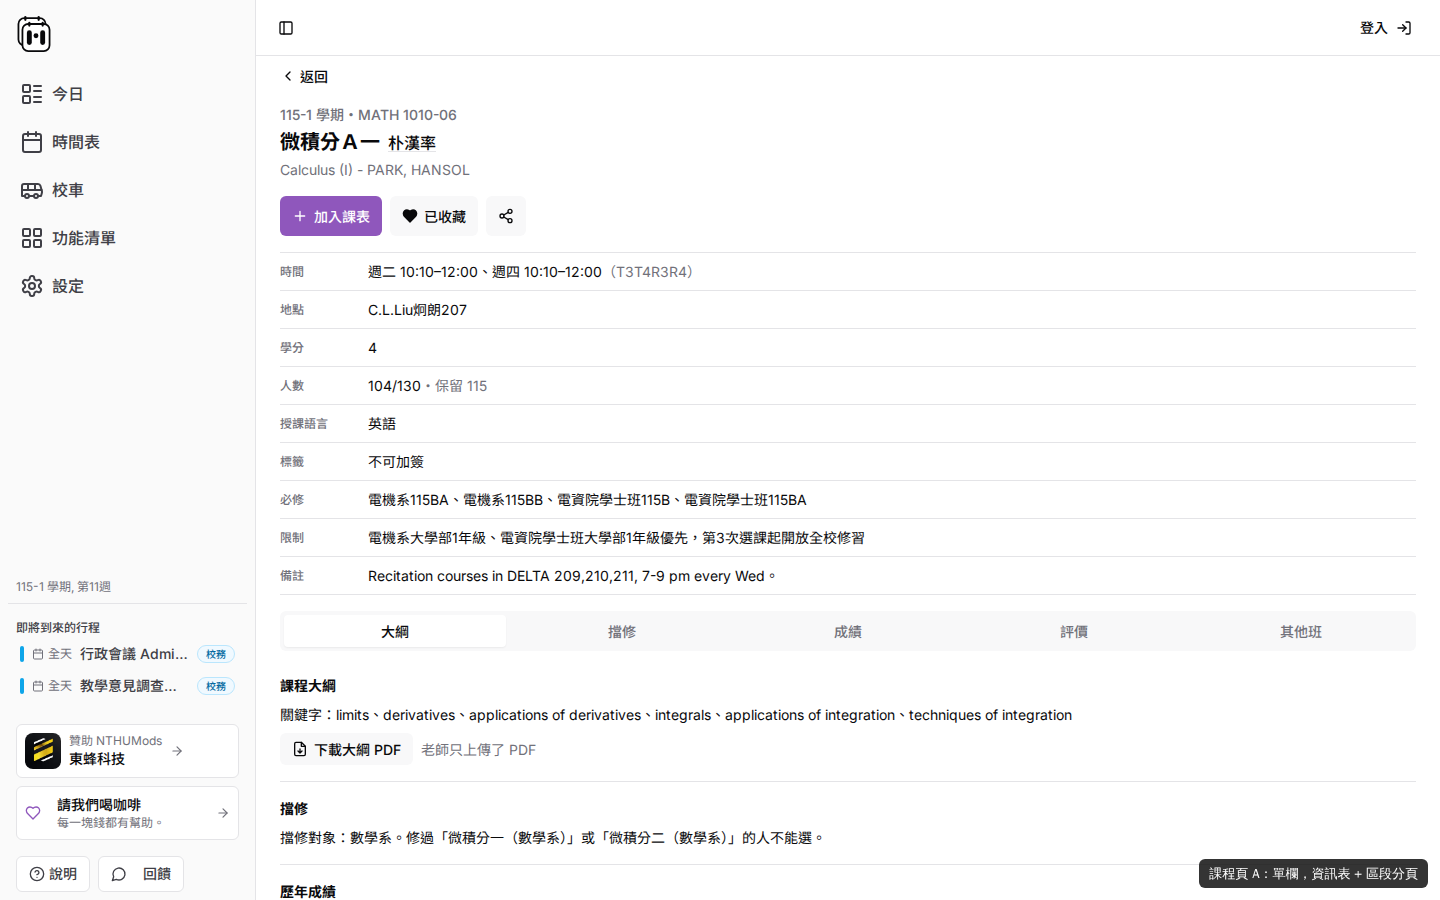 登入
今日
時間表
校車
功能清單
設定
115-1 學期, 第11週
即將到來的行程
全天 行政會議 Admi... 校務
全天 教學意見調查... 校務
贊助 NTHUMods
東蜂科技
請我們喝咖啡
每一塊錢都有幫助。
說明 回饋
返回
115-1 學期・MATH 1010-06
微積分A一 朴漢率
Calculus (I) - PARK, HANSOL
加入課表 已收藏
時間 週二 10:10–12:00、週四 10:10–12:00（T3T4R3R4）
地點 C.L.Liu炯朗207
學分 4
人數 104/130・保留 115
授課語言 英語
標籤 不可加簽
必修 電機系115BA、電機系115BB、電資院學士班115B、電資院學士班115BA
限制 電機系大學部1年級、電資院學士班大學部1年級優先，第3次選課起開放全校修習
備註 Recitation courses in DELTA 209,210,211, 7-9 pm every Wed。
大綱 擋修 成績 評價 其他班
課程大綱
關鍵字：limits、derivatives、applications of derivatives、integrals、applications of integration、techniques of integration
下載大綱 PDF 老師只上傳了 PDF
擋修
擋修對象：數學系。修過「微積分一（數學系）」或「微積分二（數學系）」的人不能選。
歷年成績
課程頁 A：單欄，資訊表 + 區段分頁